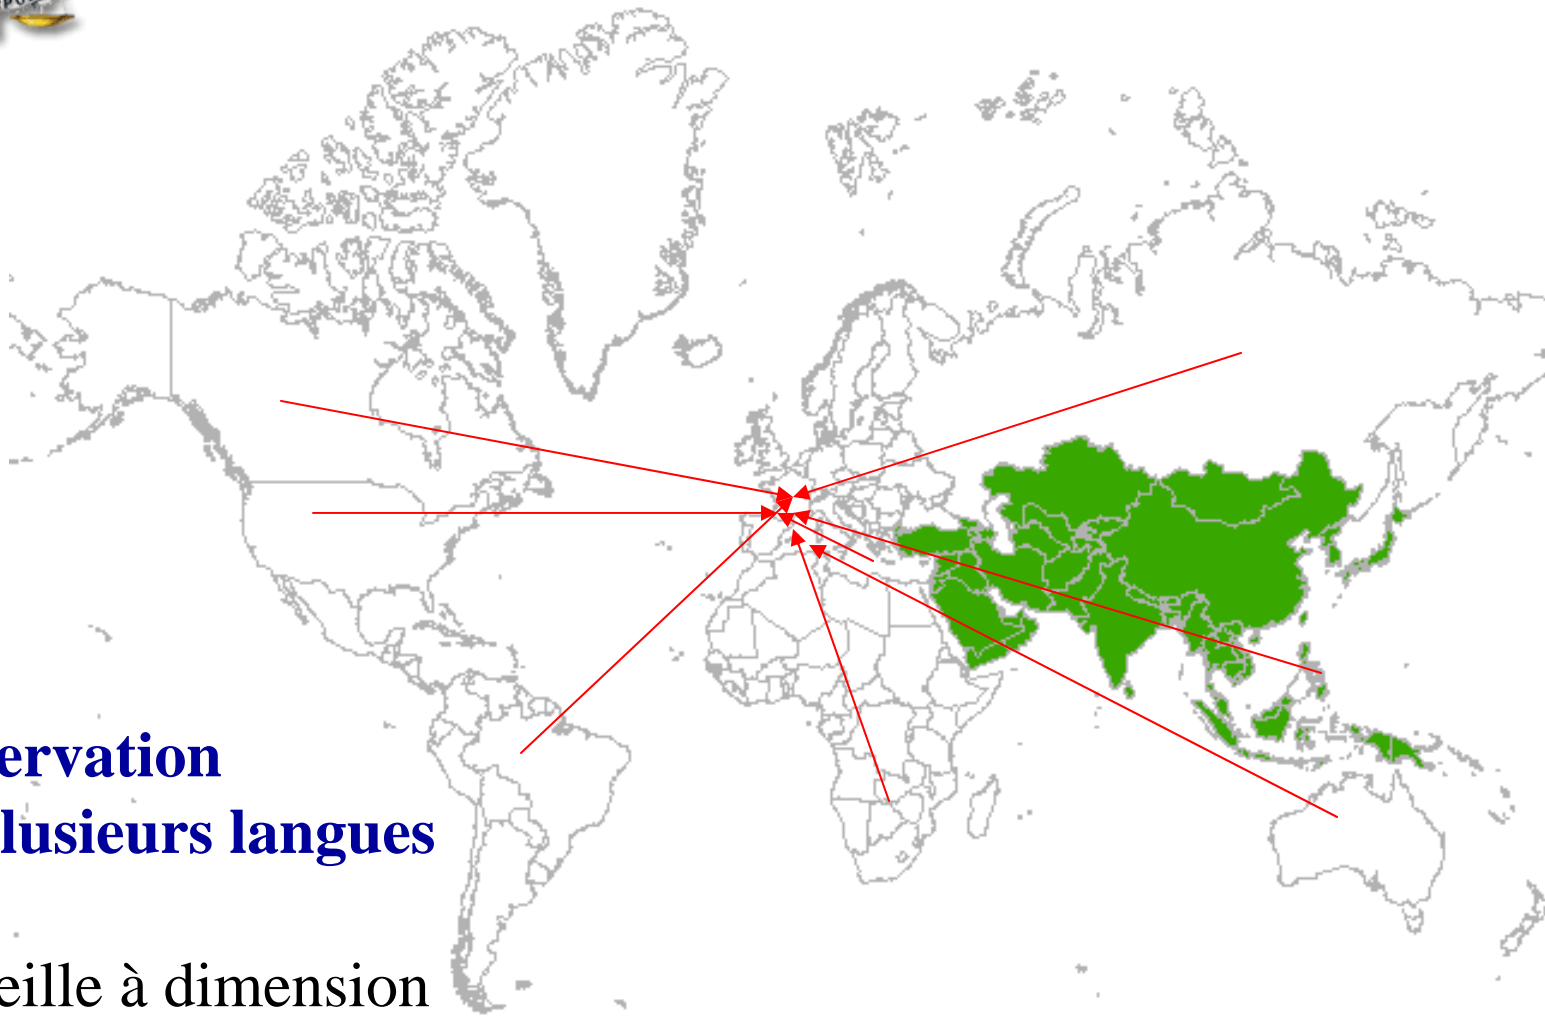 ervation
lusieurs langues
eille à dimension